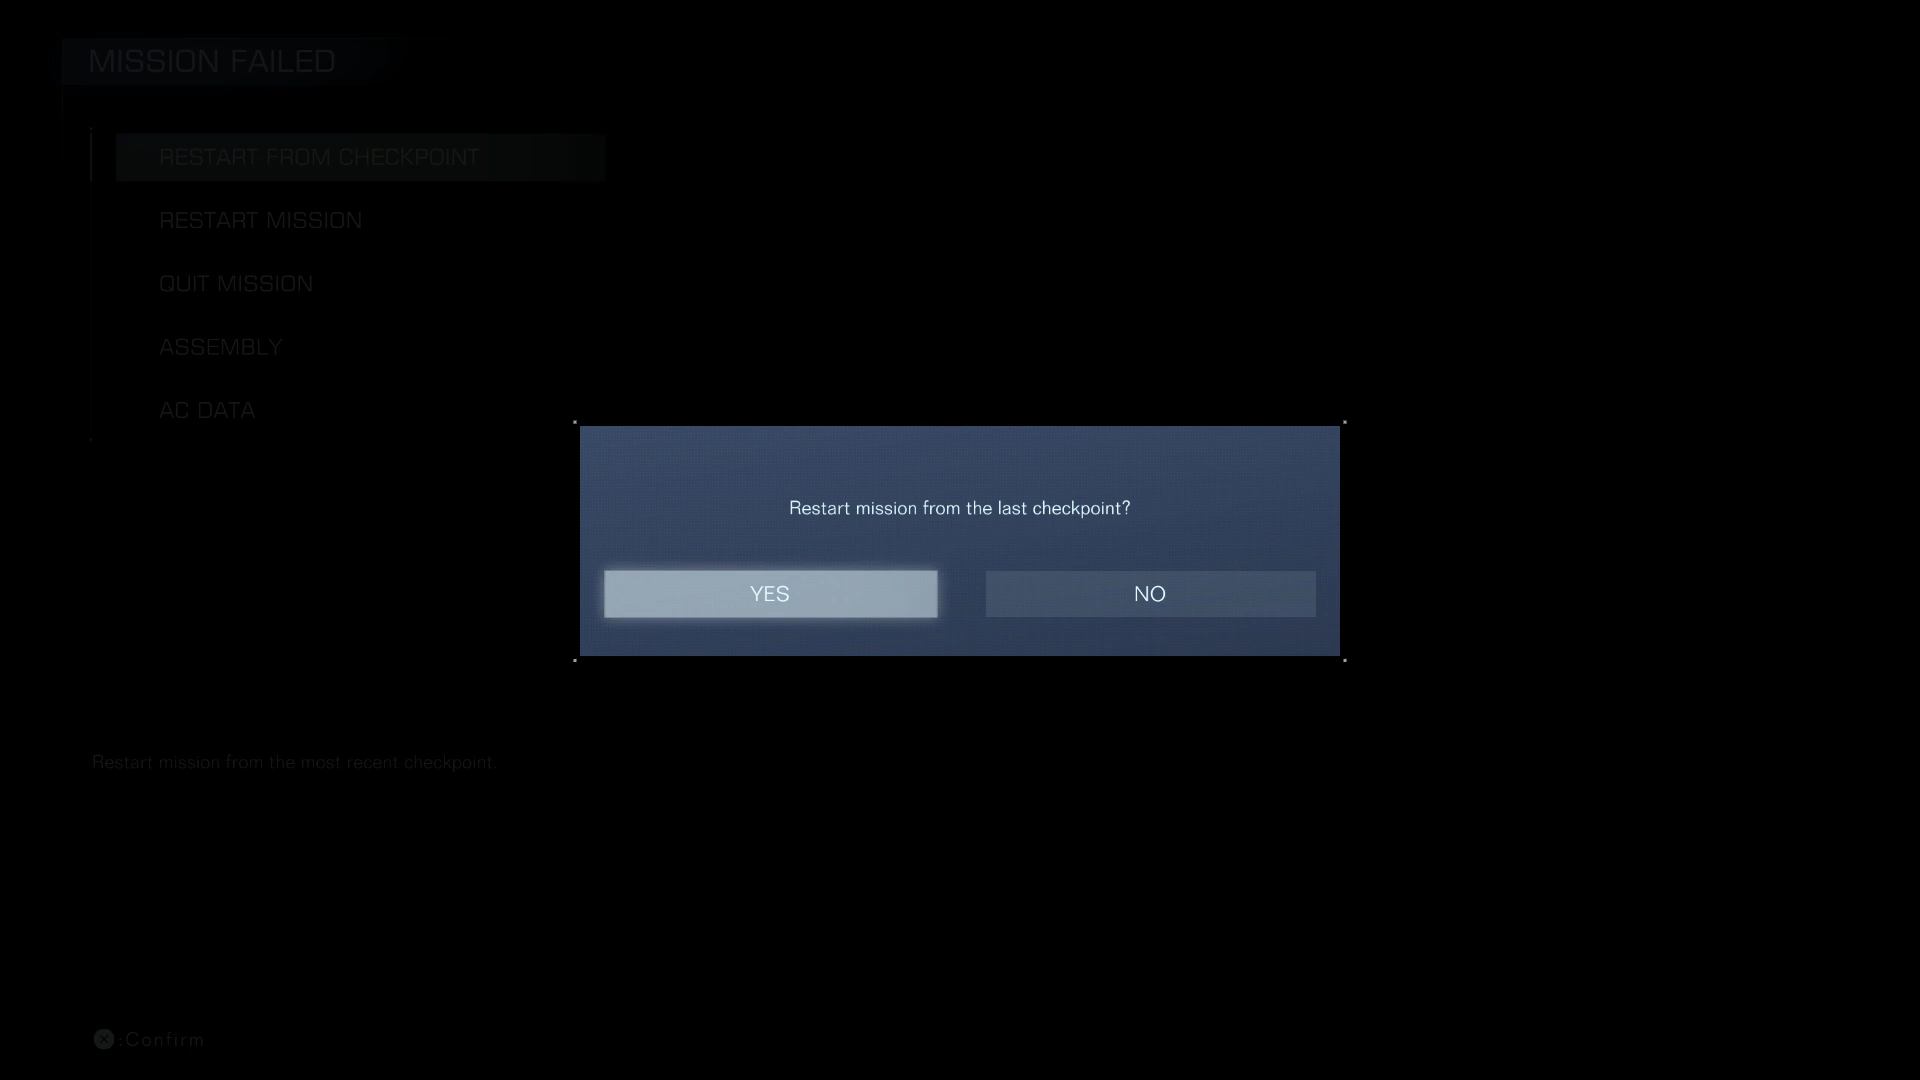 MISSION FAILED
RESTART FROM CHECKPOINT
RESTART MISSION
QUIT MISSION
ASSEMBLY
AC DATA
Restart mission from the last checkpoint?
YES
NO
Restart mission from the most recent checkpoint.
:Confirm